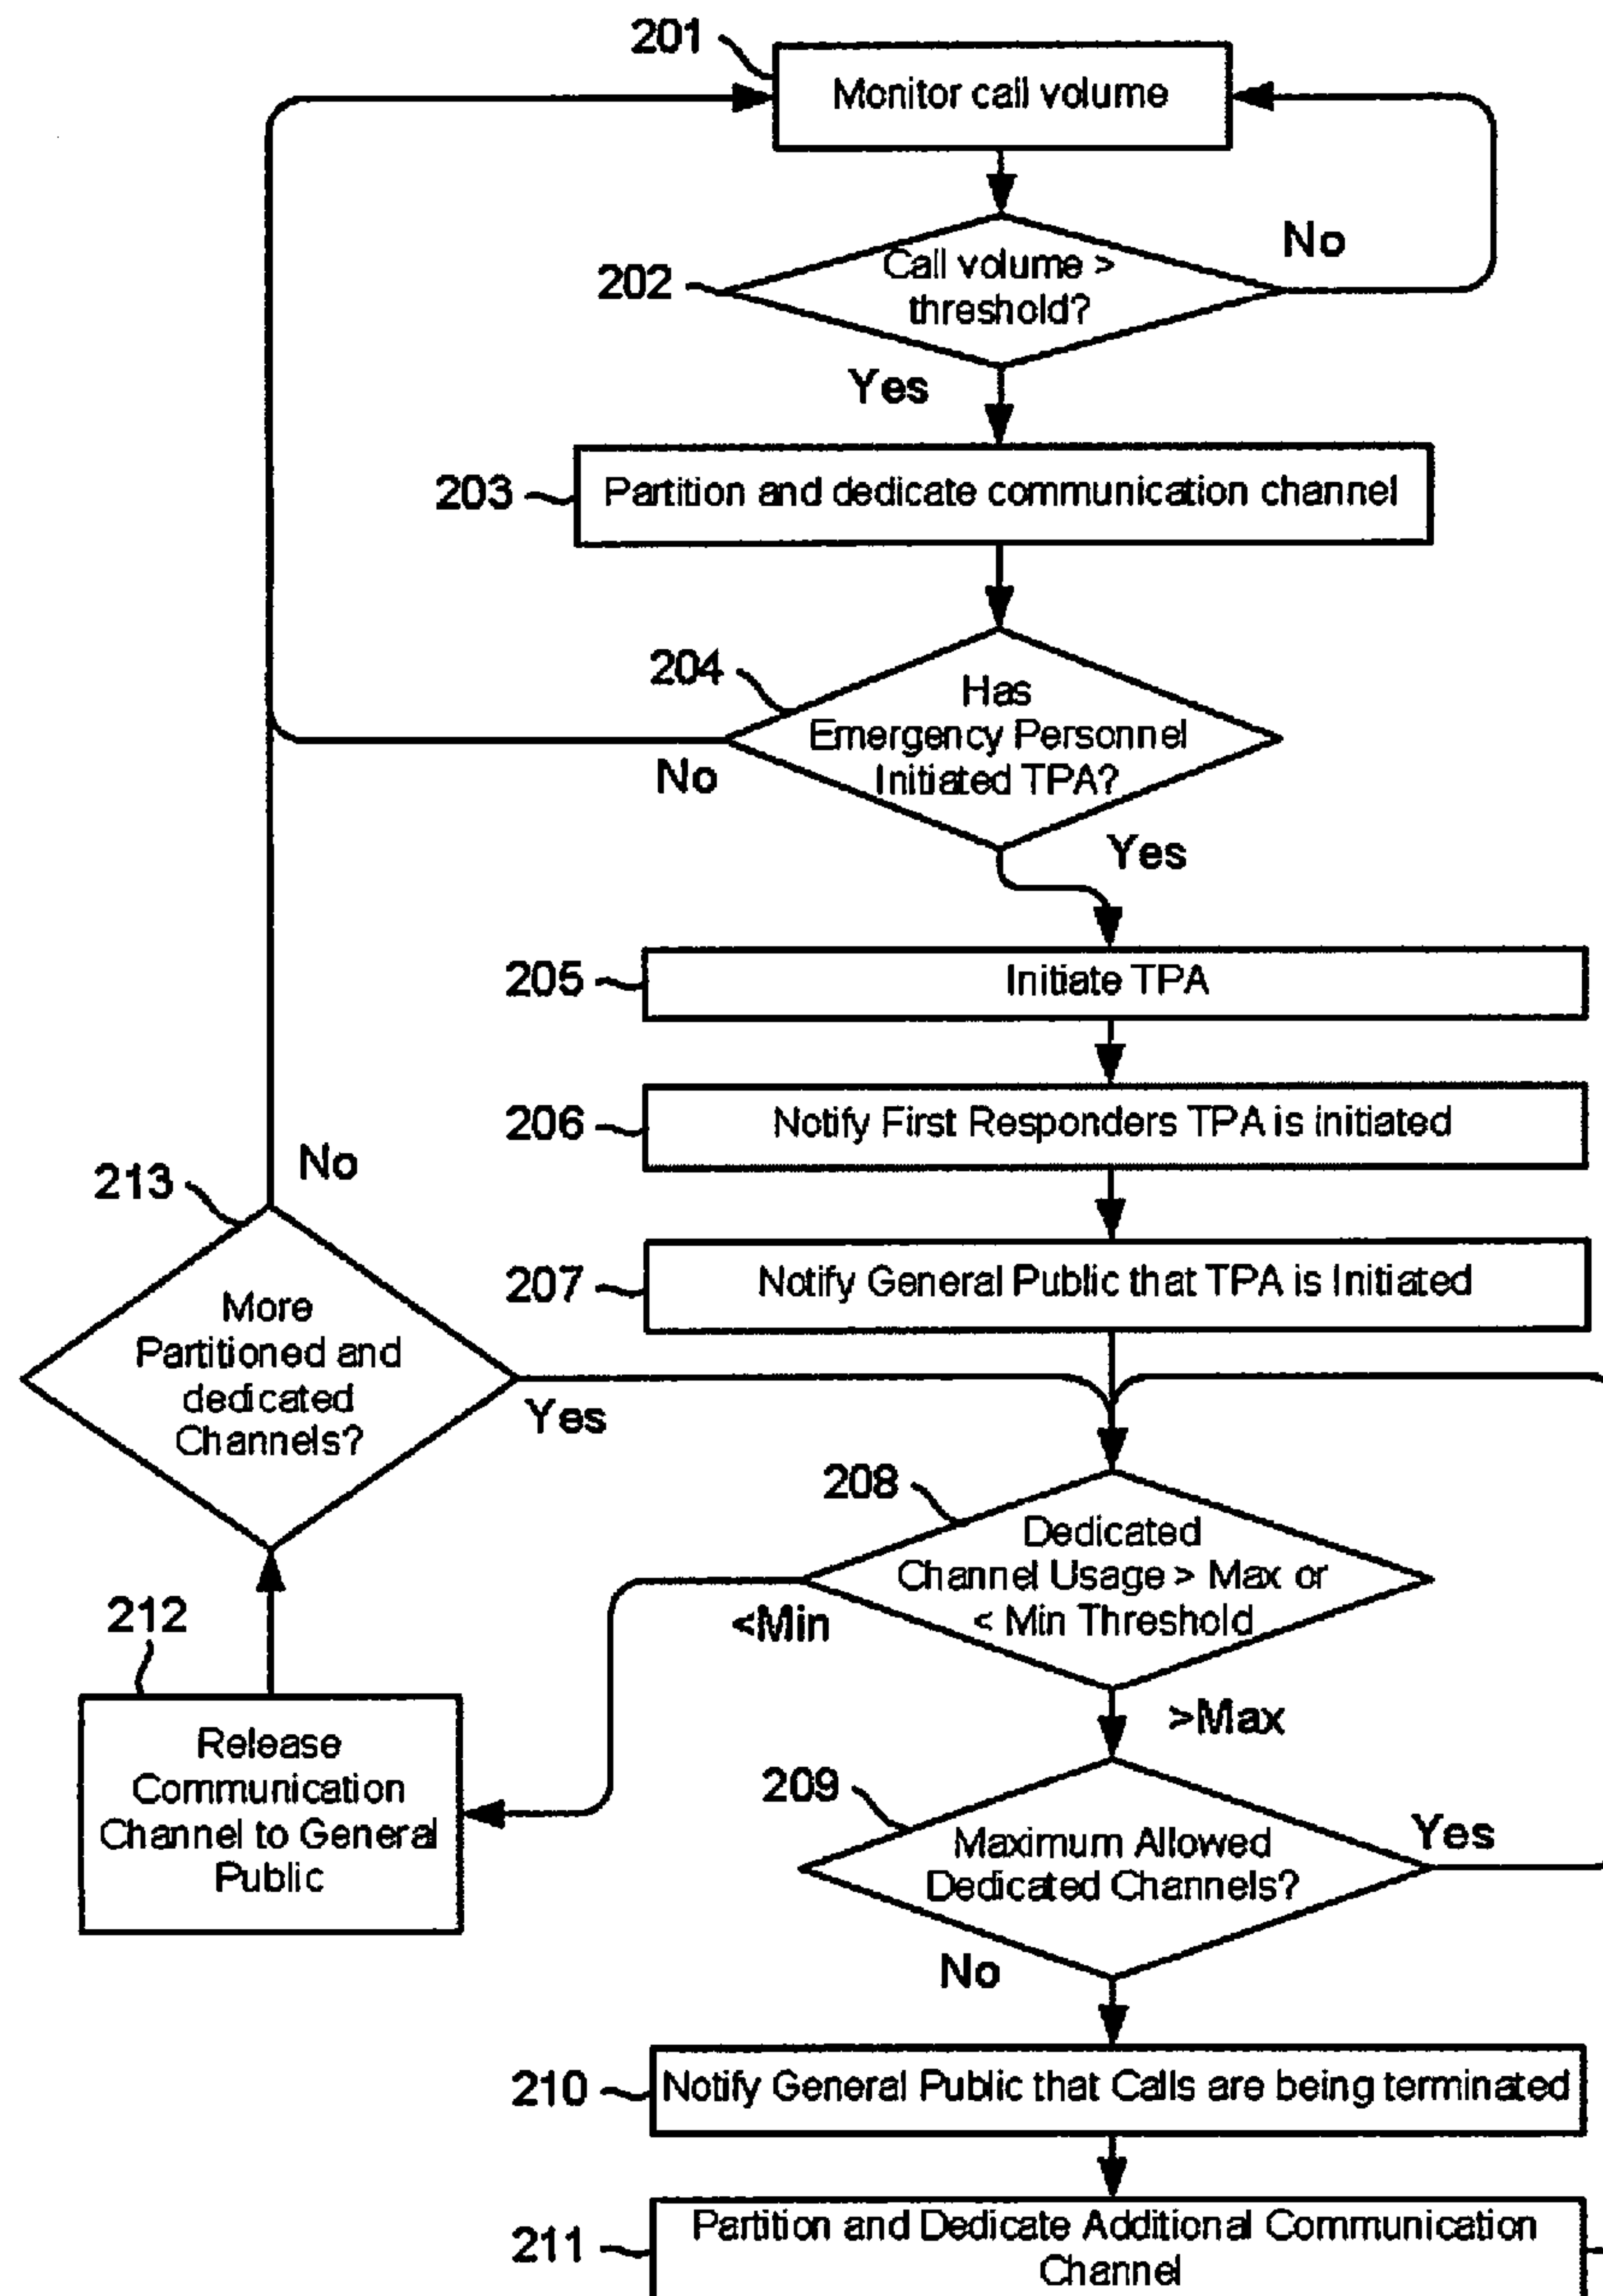 201
Monitor call volume
202
Call volume >
threshold?
No
Yes
203
Partition and dedicate communication channel
204
Has
Emergency Personnel
Initiated TPA?
No
Yes
205
Initiate TPA
206
Notify First Responders TPA is initiated
207
Notify General Public that TPA is Initiated
213
No
More
Partitioned and
dedicated
Channels?
Yes
208
Dedicated
Channel Usage > Max or
< Min Threshold
<Min
>Max
212
Release
Communication
Channel to General
Public
209
Maximum Allowed
Dedicated Channels?
Yes
No
210
Notify General Public that Calls are being terminated
211
Partition and Dedicate Additional Communication
Channel